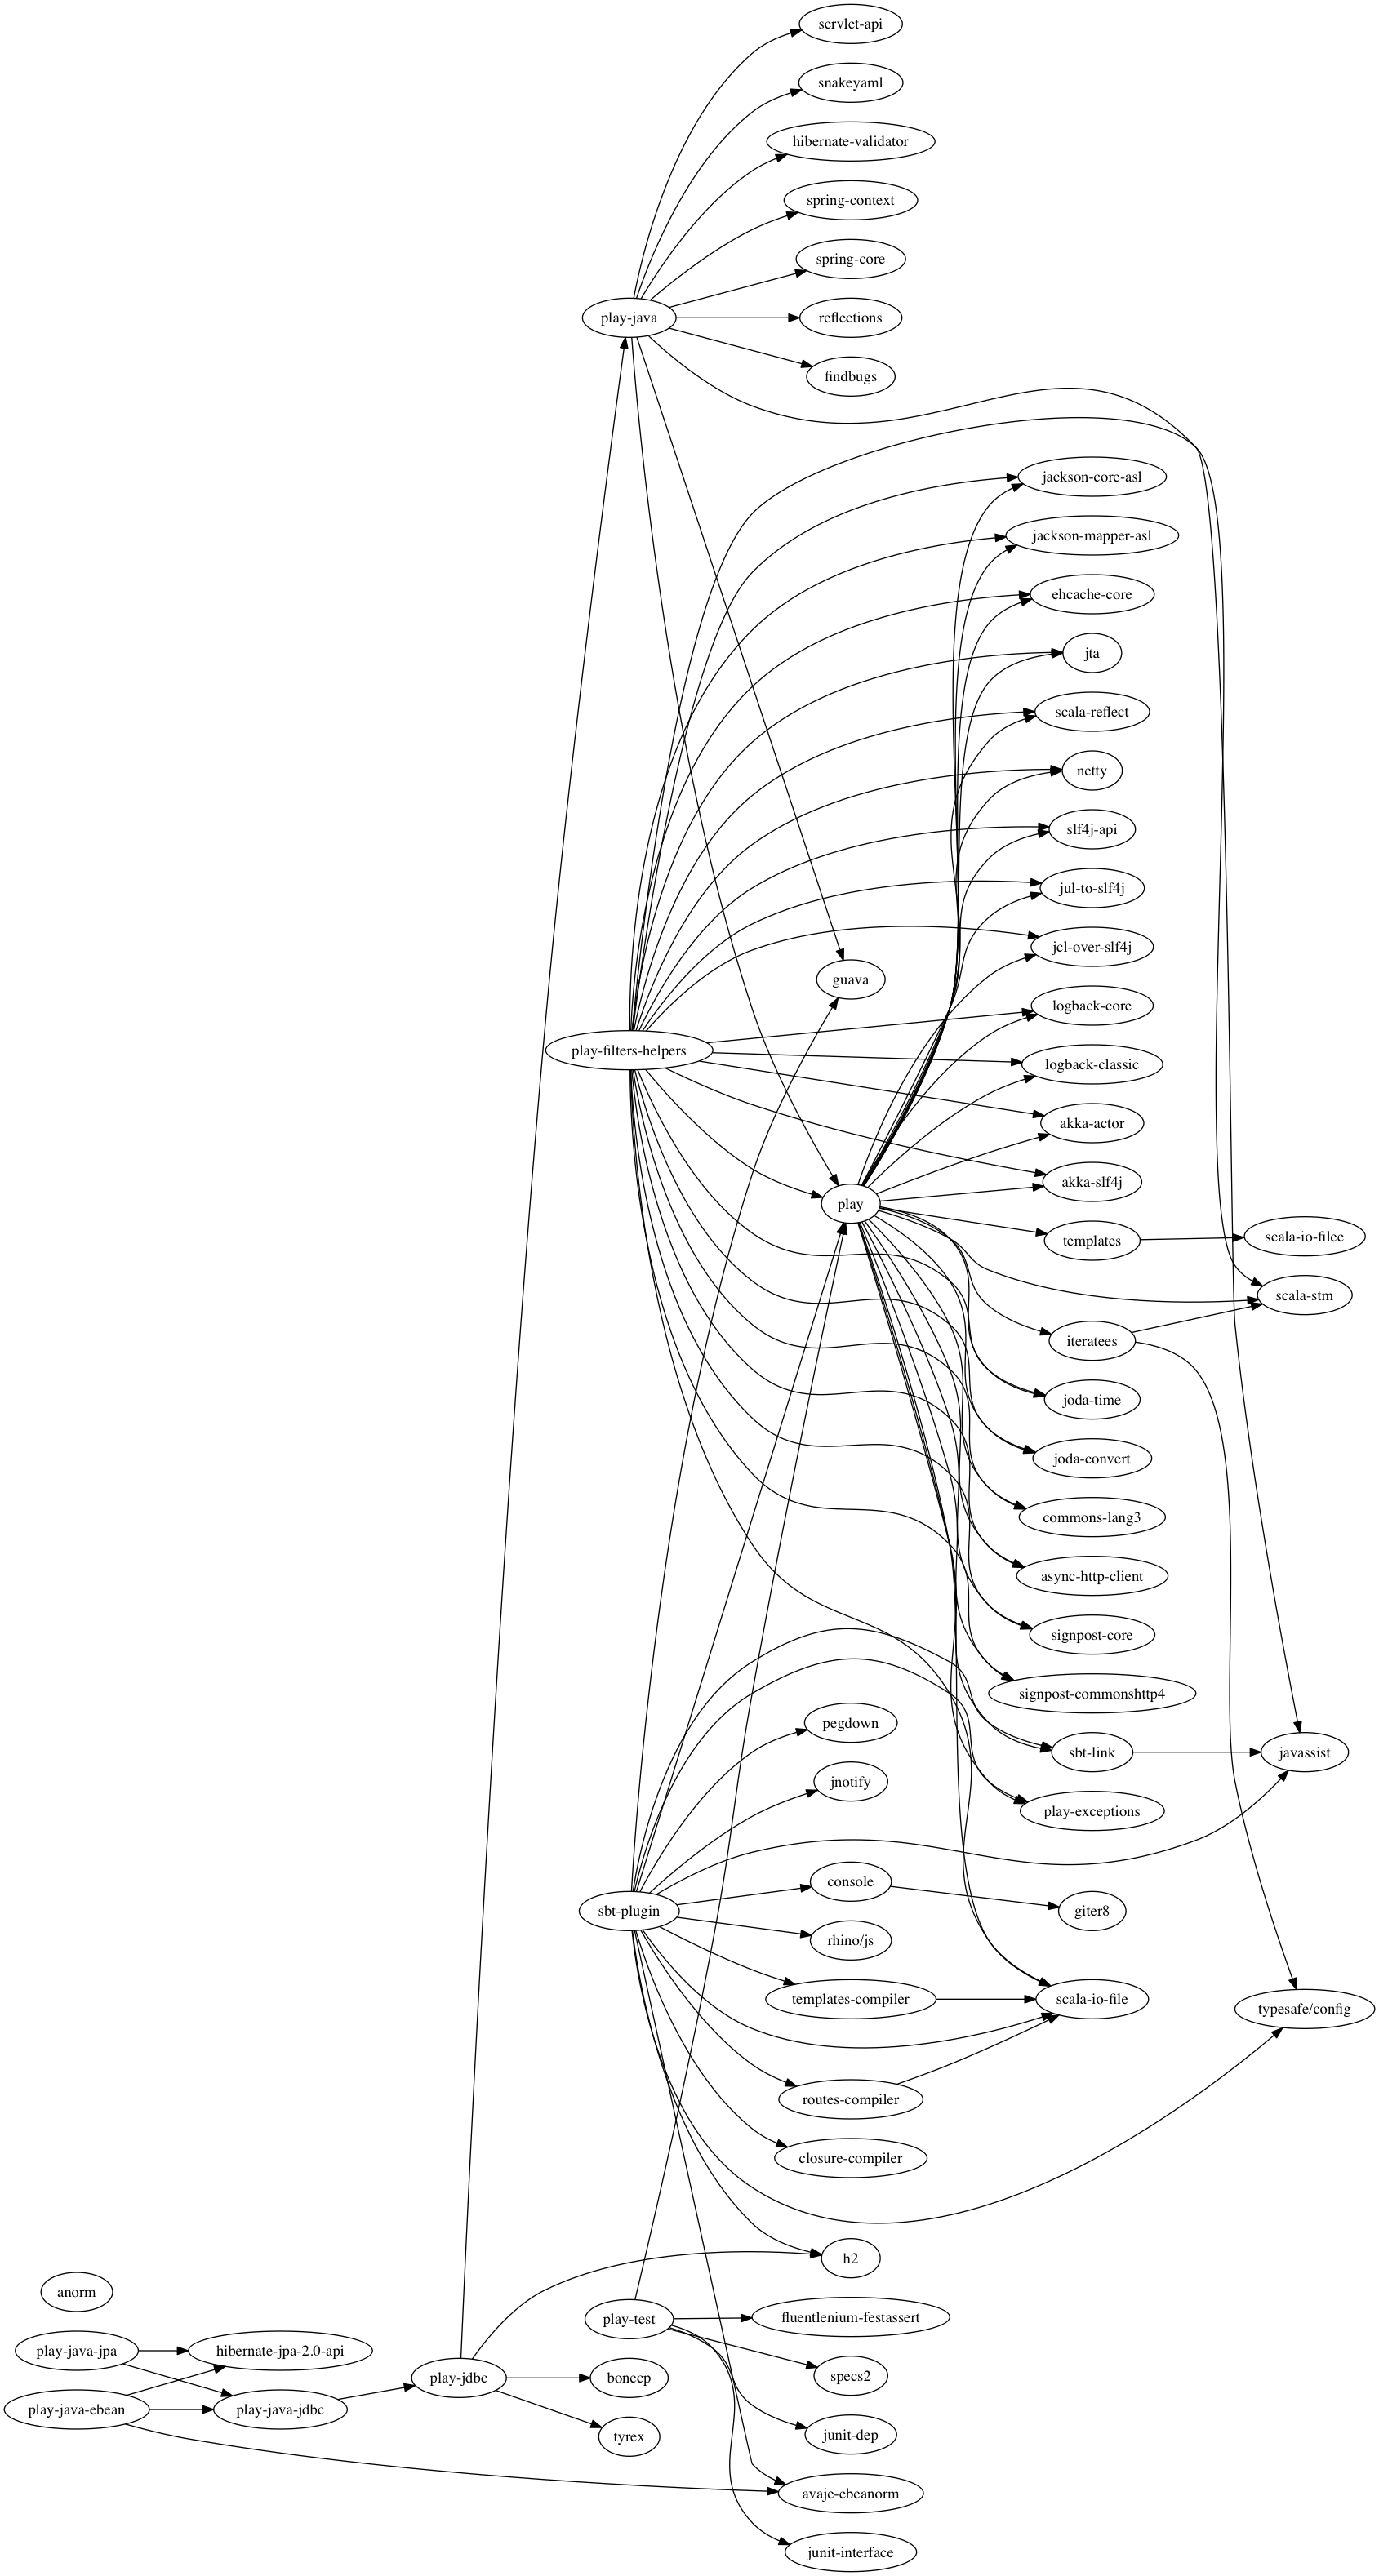 servlet-api
snakeyaml
hibernate-validator
spring-context
spring-core
play-java
reflections
findbugs
jackson-core-asl
jackson-mapper-asl
ehcache-core
jta
scala-reflect
netty
slf4j-api
jul-to-slf4j
jcl-over-slf4j
guava
logback-core
play-filters-helpers
logback-classic
akka-actor
akka-slf4j
play
templates
scala-io-filee
scala-stm
iteratees
joda-time
joda-convert
commons-lang3
async-http-client
signpost-core
signpost-commonshttp4
pegdown
sbt-link
javassist
jnotify
play-exceptions
console
sbt-plugin
giter8
rhino/js
templates-compiler
scala-io-file
typesafe/config
routes-compiler
closure-compiler
h2
anorm
play-test
fluentlenium-festassert
play-java-jpa
hibernate-jpa-2.0-api
play-jdbc
bonecp
specs2
play-java-ebean
play-java-jdbc
tyrex
junit-dep
avaje-ebeanorm
junit-interface